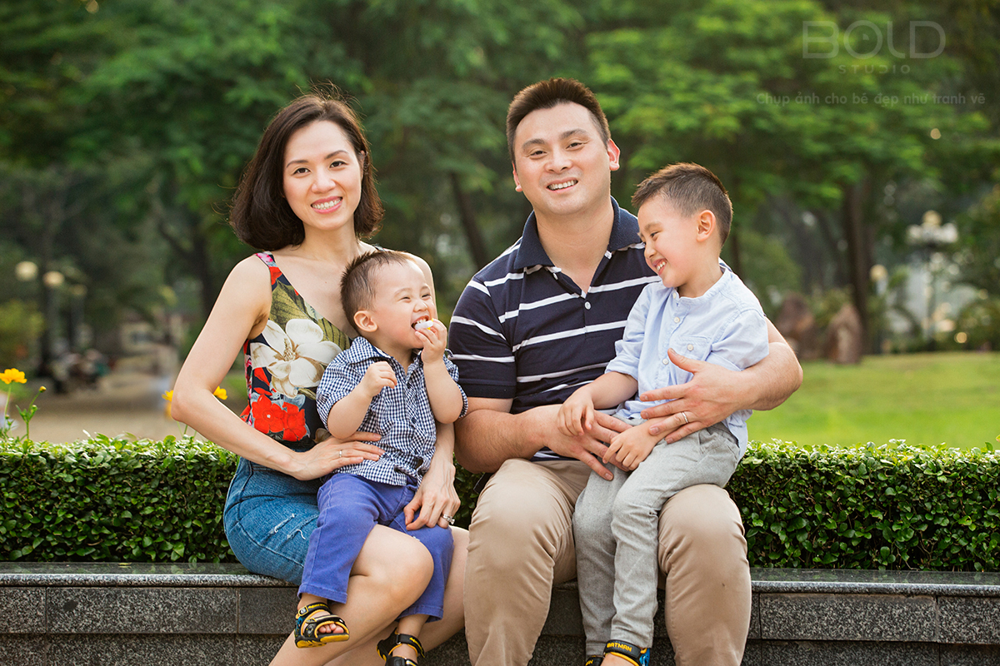 BOLD
STUDIO
Chụp ảnh cho bé đẹp như tranh vẽ
BATMAN